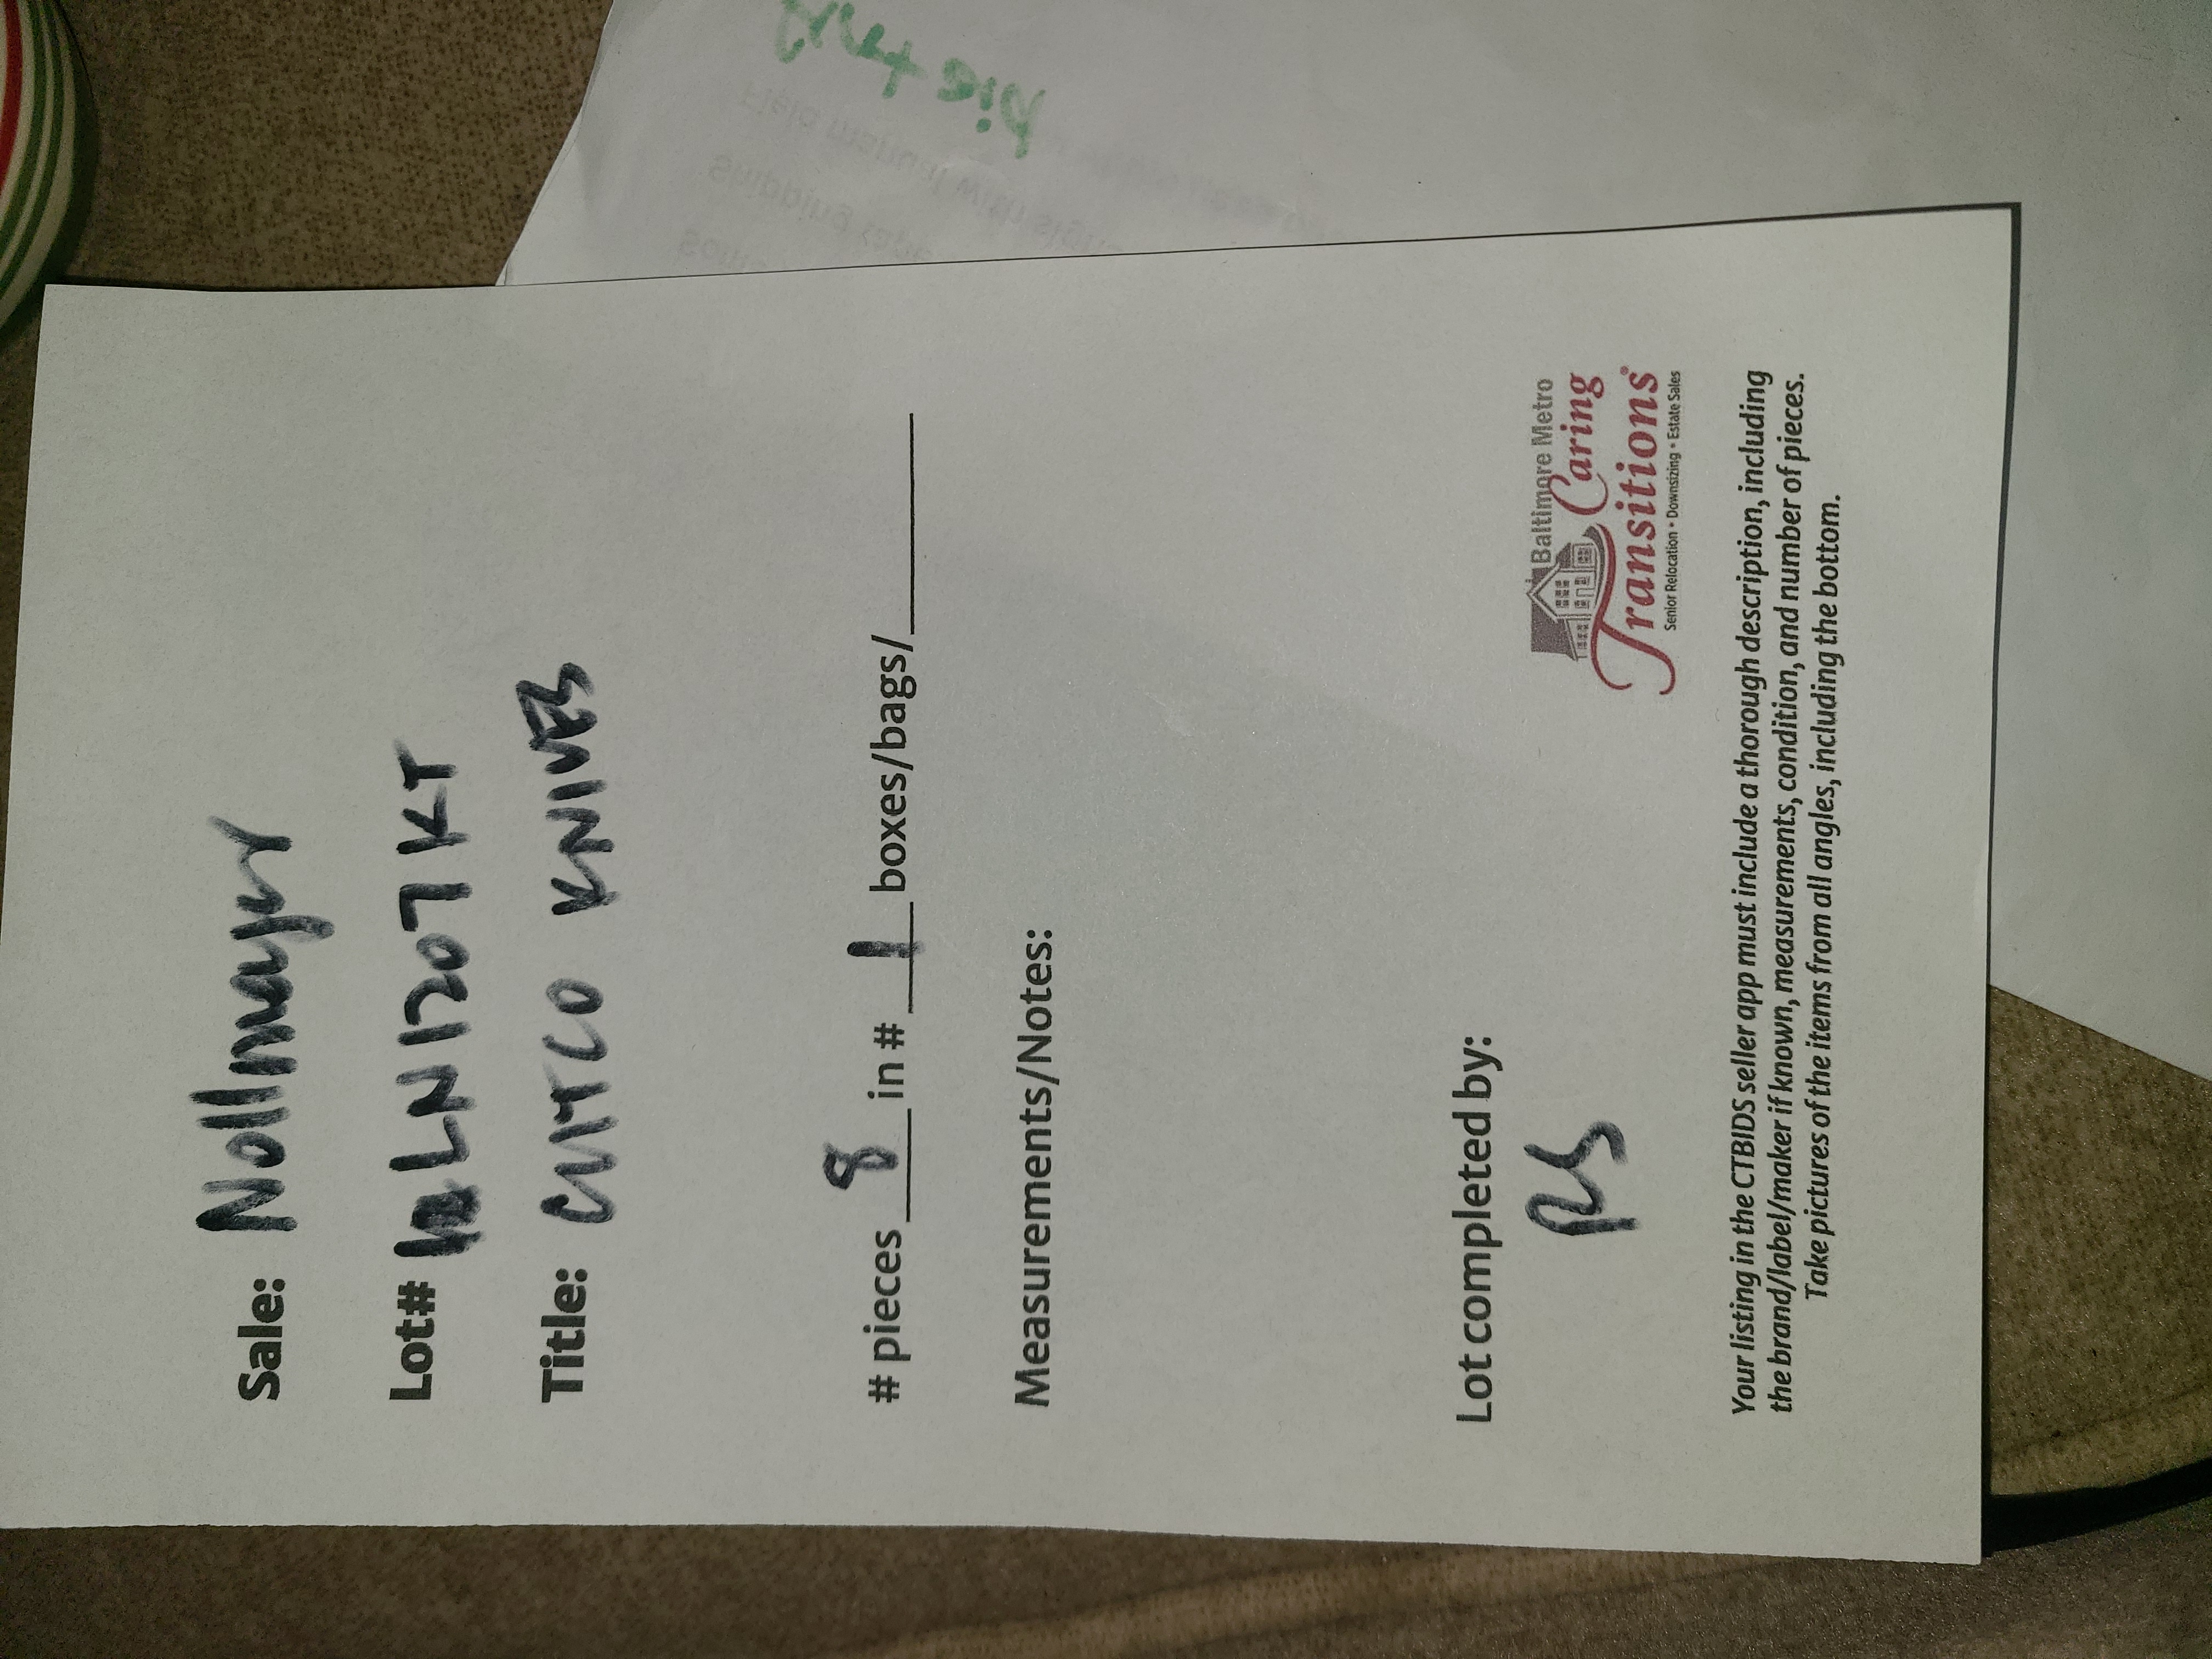 Sale: Nollmayer
Lot# LN1207KT
Title: CUTCO KNIVES
# pieces 8 in # 1 boxes/bags/
Measurements/Notes:
Lot completed by:
RS
Baltimore Metro
Caring
Transitions®
Senior Relocation • Downsizing • Estate Sales
Your listing in the CTBIDS seller app must include a thorough description, including
the brand/label/maker if known, measurements, condition, and number of pieces.
Take pictures of the items from all angles, including the bottom.